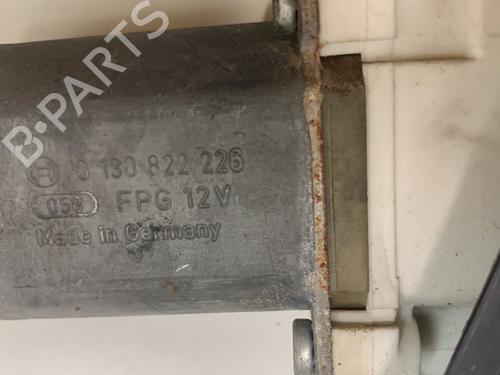 B-PARTS
0 130 822 226
058 FPG 12V
Made in Germany